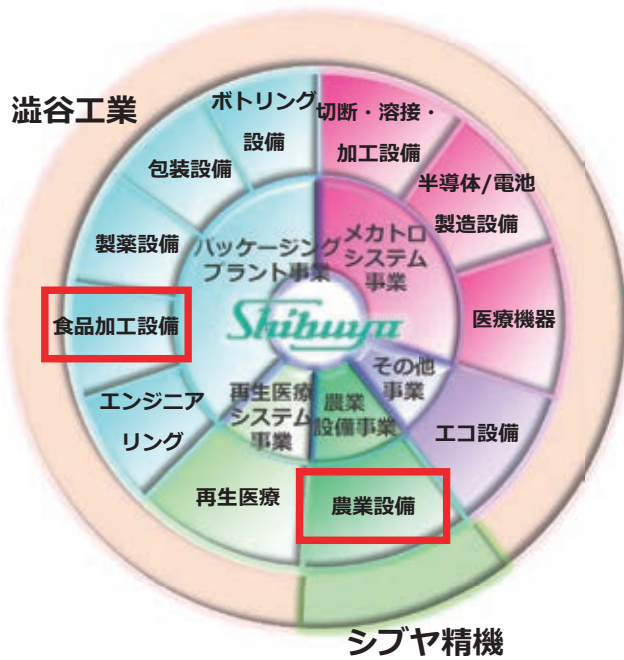 澁谷工業
ボトリング
設備
切断・溶接・
加工設備
包装設備
半導体/電池
製造設備
製薬設備
パッケージング
プラント事業
メカトロ
システム
事業
食品加工設備
Shibuya
医療機器
エンジニア
リング
再生医療
システム
事業
農業
設備事業
その他
事業
エコ設備
再生医療
農業設備
シブヤ精機